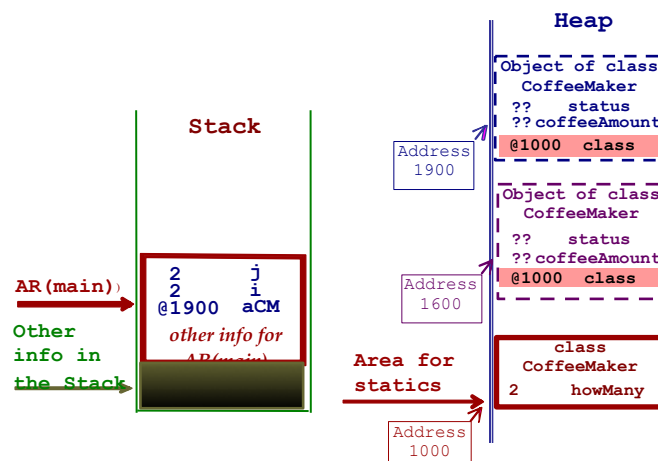 Heap
Object of class
CoffeeMaker
?? status
?? coffeeAmount
@1000 class
Address
1900
Stack
Object of class
CoffeeMaker
?? status
?? coffeeAmount
@1000 class
Address
1600
AR(main))
2 j
2 i
@1900 aCM
other info for
AR(main)
Other
info in
the Stack
Area for
statics
class
CoffeeMaker
2 howMany
Address
1000